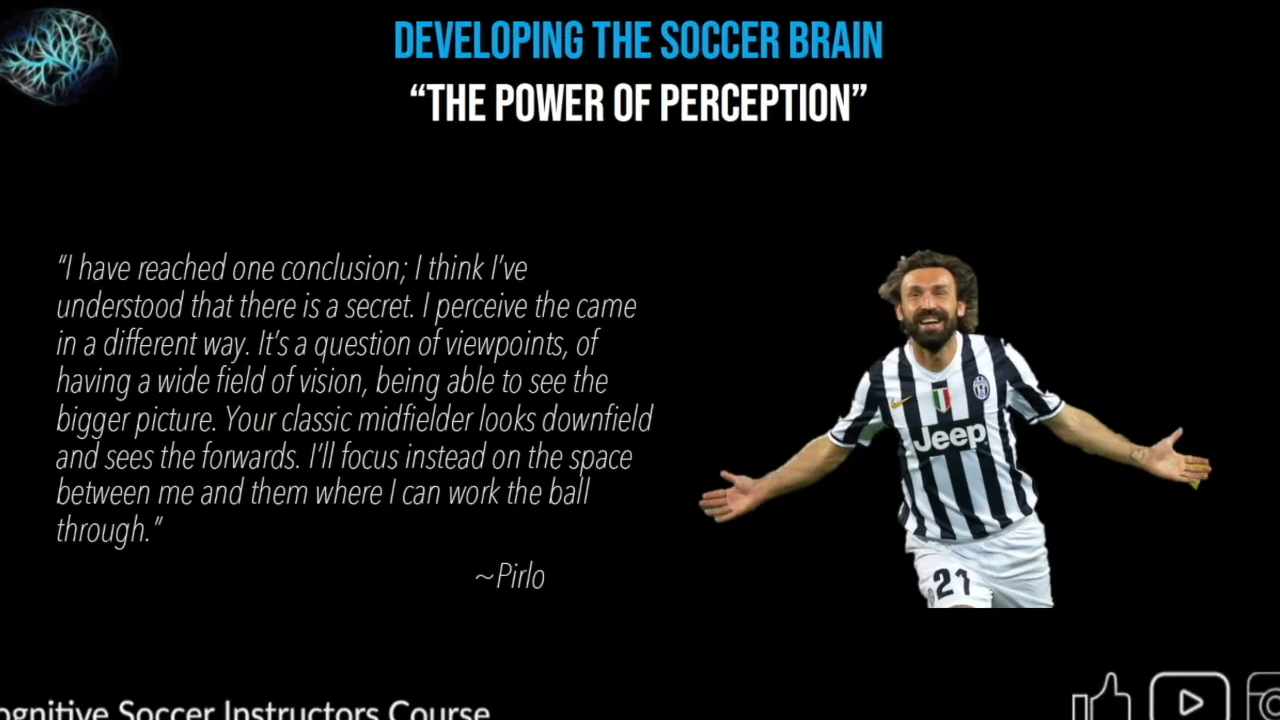 DEVELOPING THE SOCCER BRAIN
“THE POWER OF PERCEPTION”
“I have reached one conclusion; I think I’ve
understood that there is a secret. I perceive the came
in a different way. It’s a question of viewpoints, of
having a wide field of vision, being able to see the
bigger picture. Your classic midfielder looks downfield
and sees the forwards. I’ll focus instead on the space
between me and them where I can work the ball
through.”
~Pirlo
Jeep
21
ognitive Soccer Instructors Course